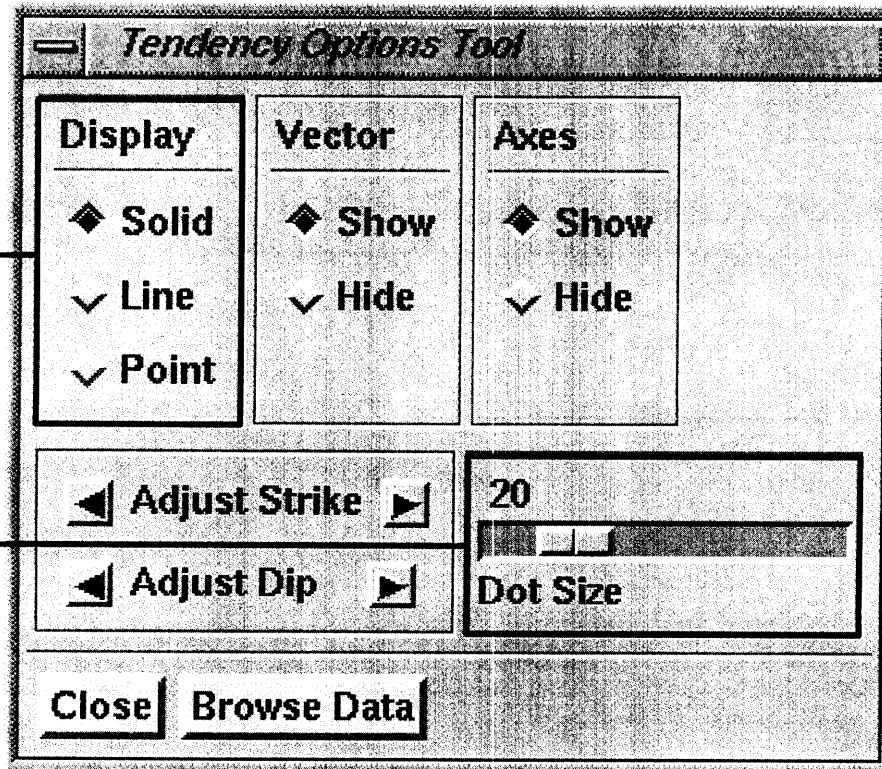 Tendency Options Tool
Display
Solid
Line
Point
Vector
Show
Hide
Axes
Show
Hide
Adjust Strike
Adjust Dip
20
Dot Size
Close
Browse Data